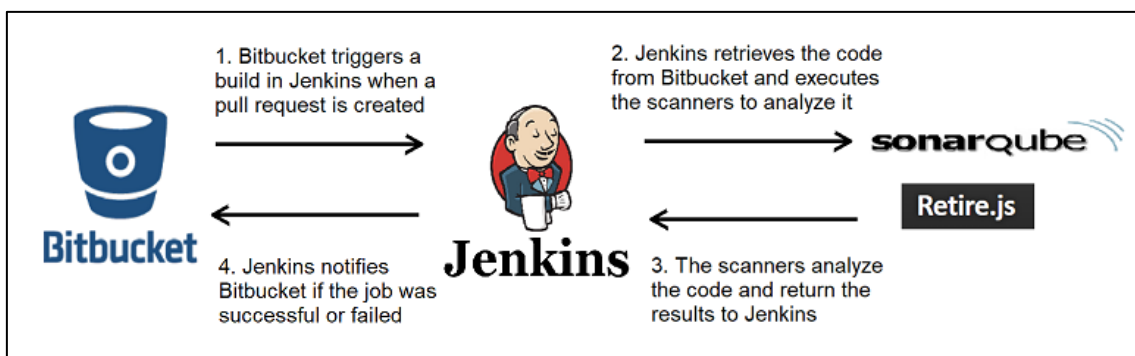 1. Bitbucket triggers a
build in Jenkins when a
pull request is created
2. Jenkins retrieves the code
from Bitbucket and executes
the scanners to analyze it
sonarqube
Retire.js
Bitbucket
Jenkins
4. Jenkins notifies
Bitbucket if the job was
successful or failed
3. The scanners analyze
the code and return the
results to Jenkins